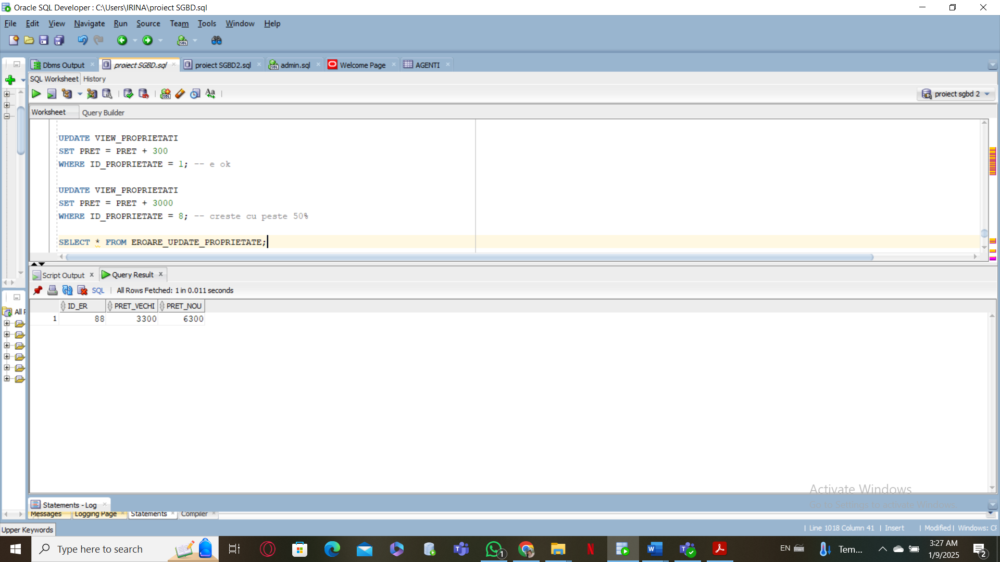 Oracle SQL Developer : C:\Users\IRINA\proiect SGBD.sql
File Edit View Navigate Run Source Team Tools Window Help
Dbms Output proiect SGBD.sql proiect SGBD2.sql admin.sql Welcome Page AGENTI
SQL Worksheet History
proiect sgbd 2
Worksheet Query Builder
UPDATE VIEW_PROPRIETATI
SET PRET = PRET + 300
WHERE ID_PROPRIETATE = 1; -- e ok
UPDATE VIEW_PROPRIETATI
SET PRET = PRET + 3000
WHERE ID_PROPRIETATE = 8; -- creste cu peste 50%
SELECT * FROM EROARE_UPDATE_PROPRIETATE;
Script Output Query Result
SQL | All Rows Fetched: 1 in 0.011 seconds
ID_ER PRET_VECHI PRET_NOU
1 88 3300 6300
All
Activate Windows
Go to Settings to activate Windows.
Statements - Log
Messages Logging Page Statements Compiler
Upper Keywords
| Line 1018 Column 41 | Insert | Modified | Windows:
Type here to search
1
EN
Tem...
3:27 AM
1/9/2025
2